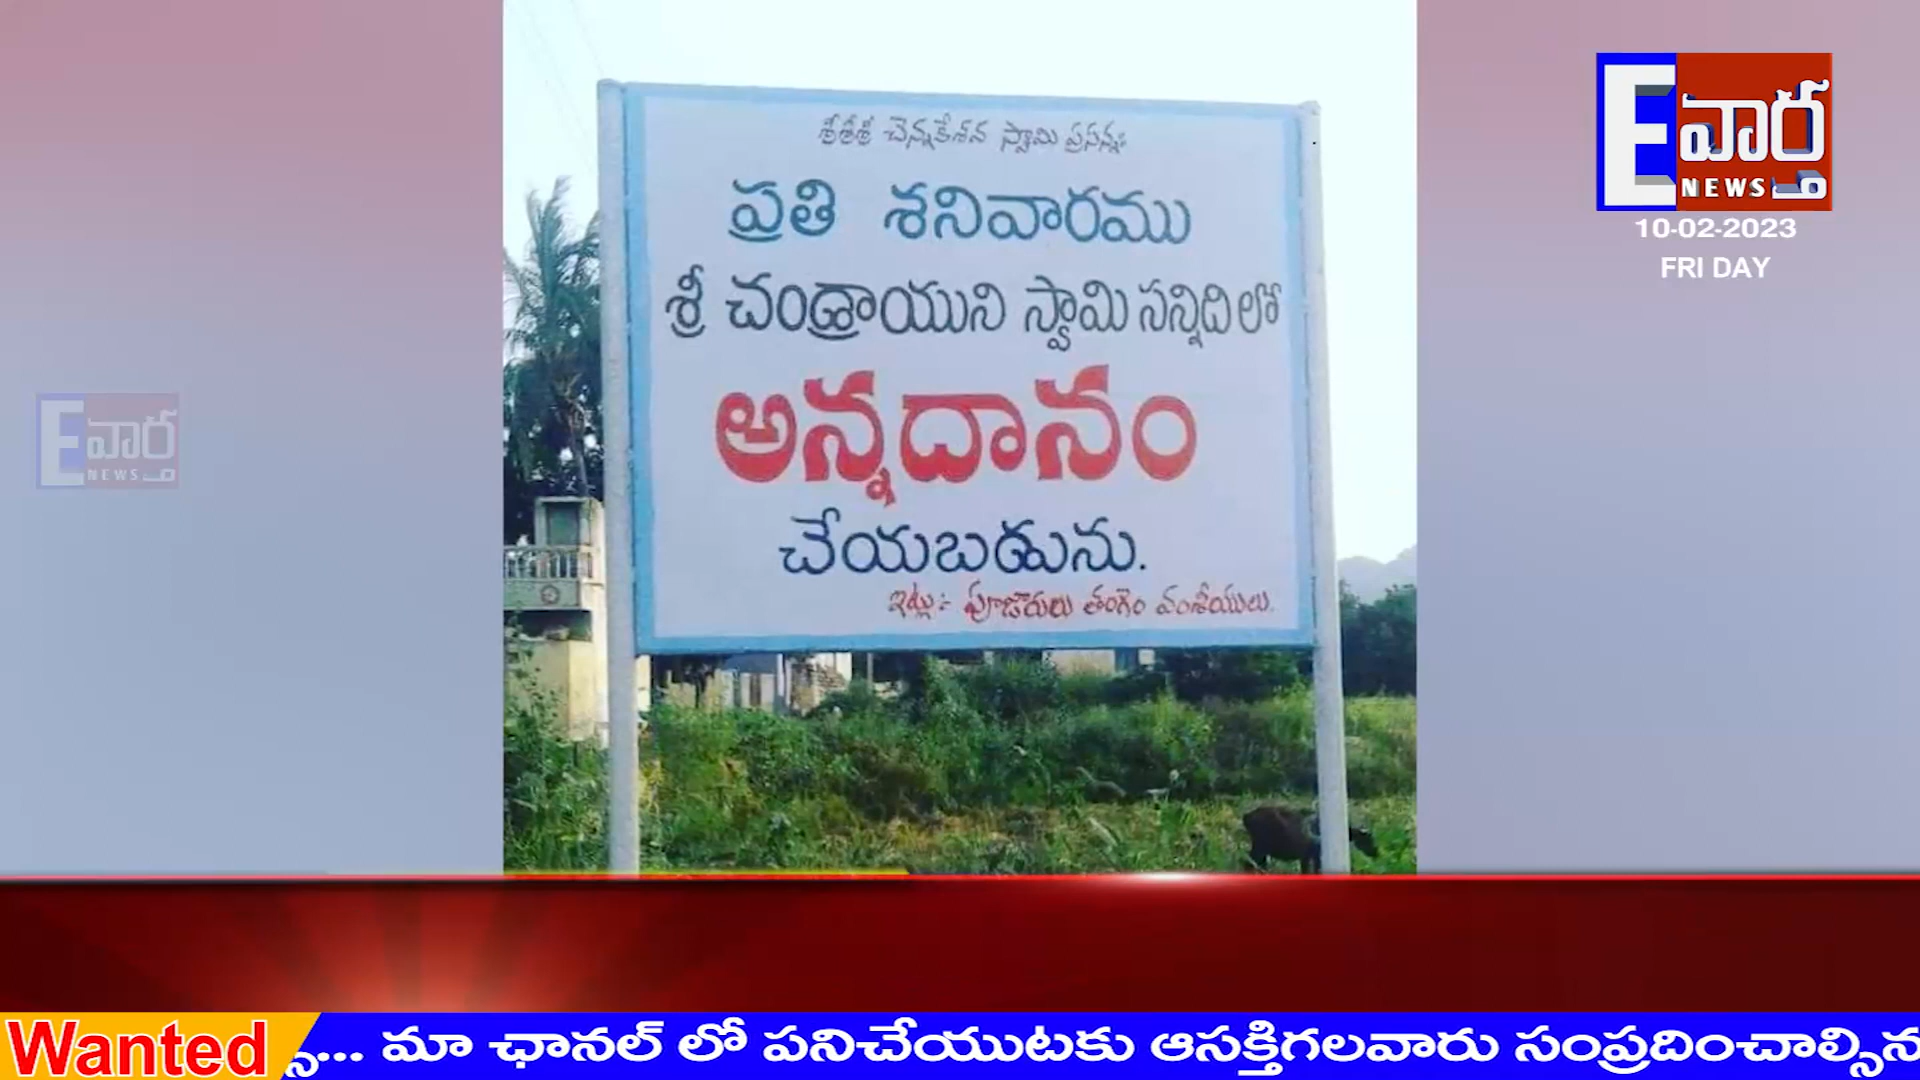 E వార్త
NEWS
10-02-2023
FRI DAY
శ్రీశ్రీశ్రీ చెన్నకేశవ స్వామి ప్రసన్నః
ప్రతి శనివారము
శ్రీ చండ్రాయుని స్వామి సన్నిదిలో
అన్నదానం
చేయబడును.
ఇట్లు:- పూజారులు తంగెం వంశీయులు.
E వార్త
NEWS
Wanted ... మా ఛానల్ లో పనిచేయుటకు ఆసక్తిగలవారు సంప్రదించాల్సిన